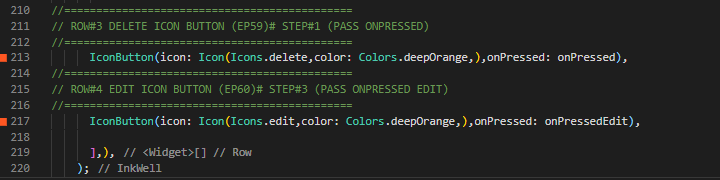 210 //============================================
211 // ROW#3 DELETE ICON BUTTON (EP59)# STEP#1 (PASS ONPRESSED)
212 //============================================
213 IconButton(icon: Icon(Icons.delete,color: Colors.deepOrange,),onPressed: onPressed),
214 //============================================
215 // ROW#4 EDIT ICON BUTTON (EP60)# STEP#3 (PASS ONPRESSED EDIT)
216 //============================================
217 IconButton(icon: Icon(Icons.edit,color: Colors.deepOrange,),onPressed: onPressedEdit),
218
219 ],), // <Widget>[] // Row
220 ); // InkWell